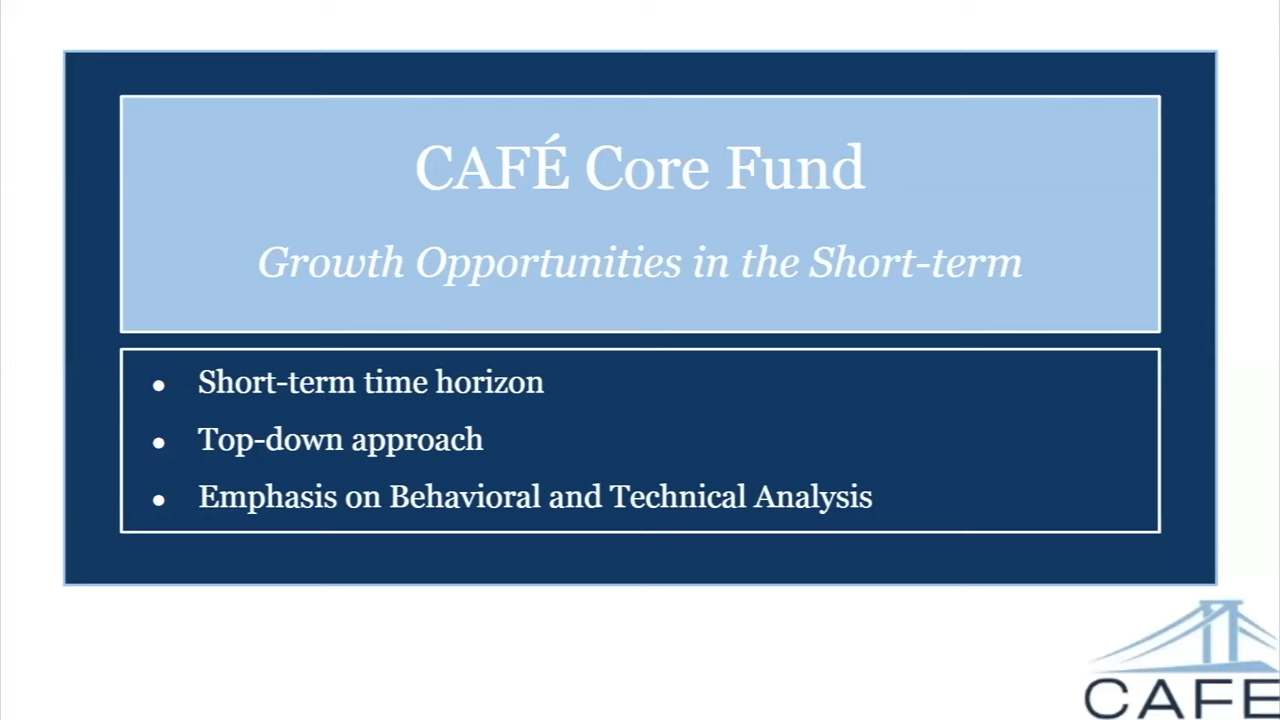 CAFÉ Core Fund
Growth Opportunities in the Short-term
● Short-term time horizon
● Top-down approach
● Emphasis on Behavioral and Technical Analysis
CAFE